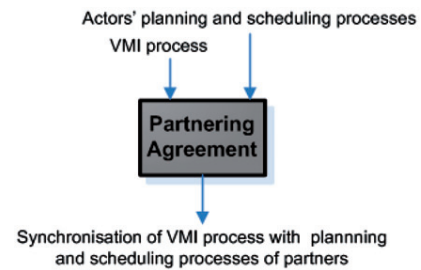 Actors' planning and scheduling processes
VMI process
Partnering
Agreement
Synchronisation of VMI process with plannning
and scheduling processes of partners